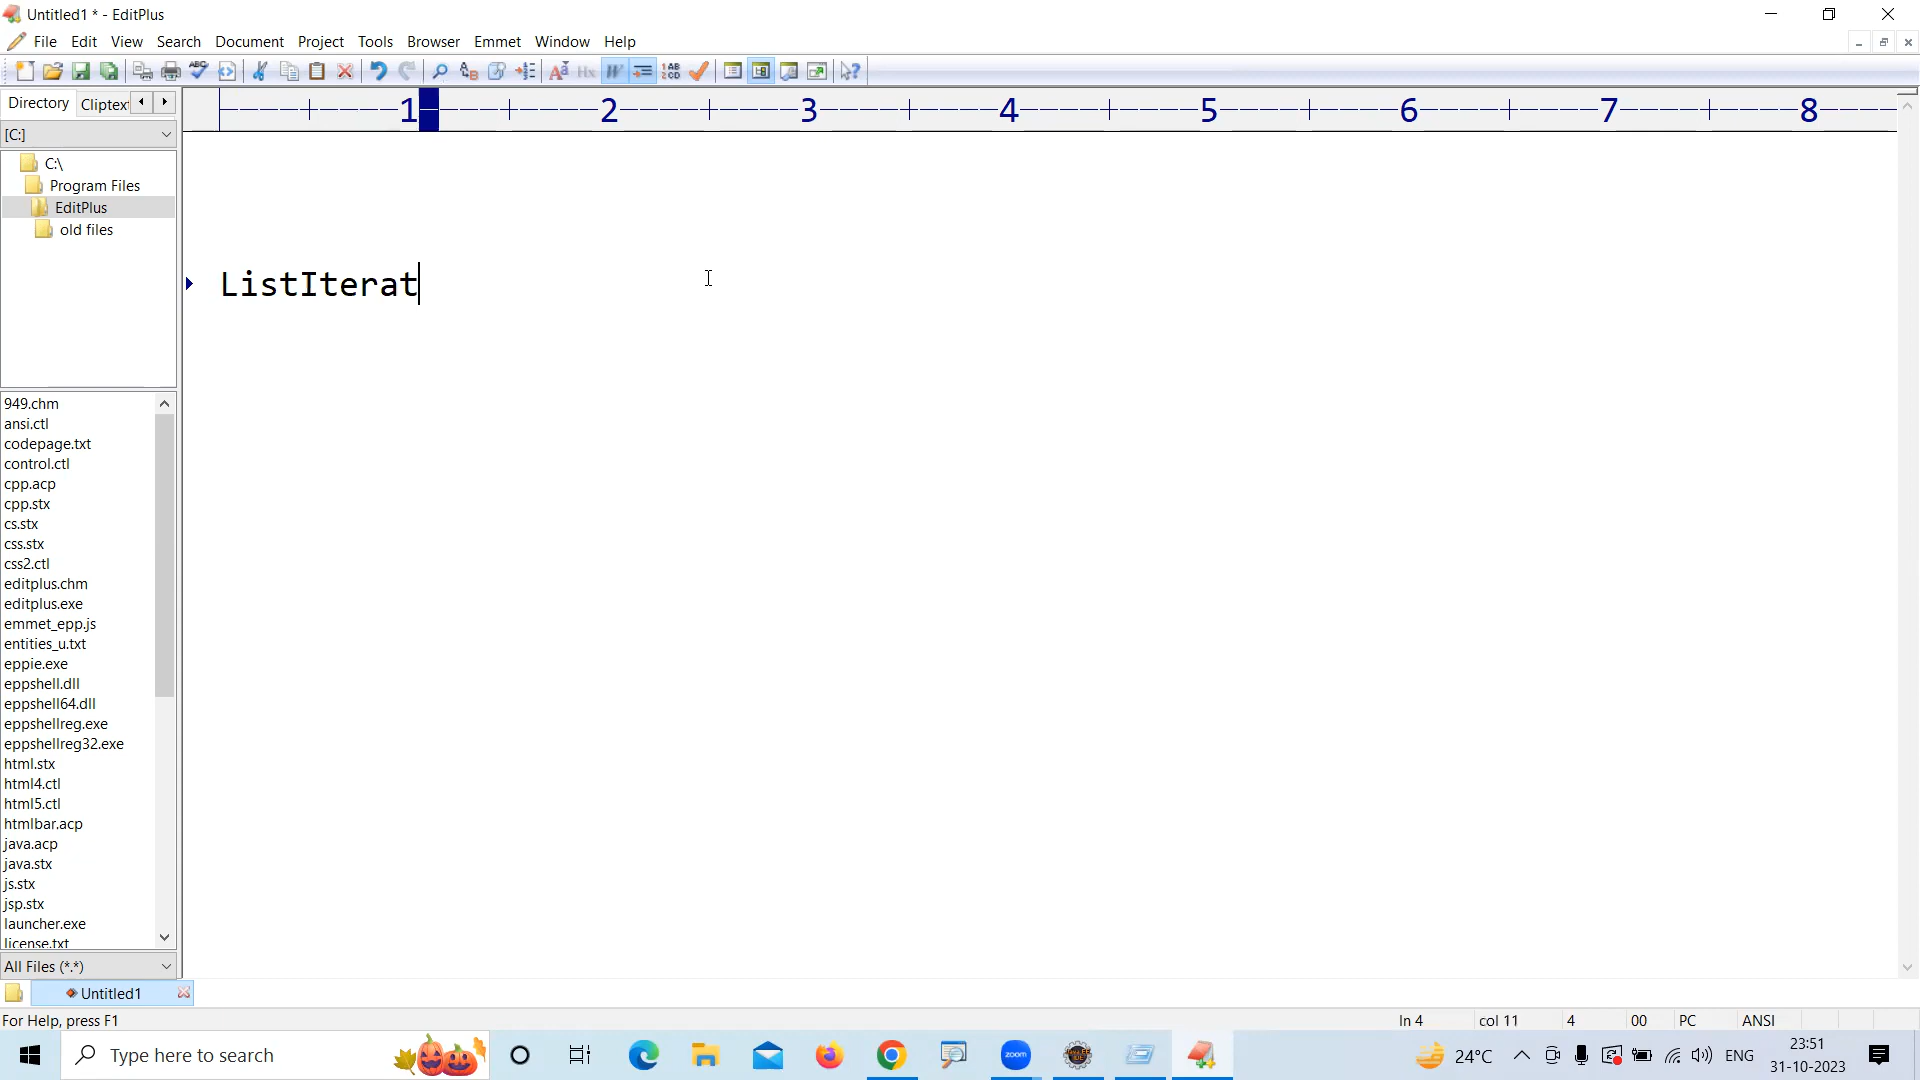 Untitled1 * - EditPlus
File Edit View Search Document Project Tools Browser Emmet Window Help
Directory Cliptex
1 2 3 4 5 6 7 8
[C:]
C:\
Program Files
EditPlus
old files
ListIterat
949.chm
ansi.ctl
codepage.txt
control.ctl
cpp.acp
cpp.stx
cs.stx
css.stx
css2.ctl
editplus.chm
editplus.exe
emmet_epp.js
entities_u.txt
eppie.exe
eppshell.dll
eppshell64.dll
eppshellreg.exe
eppshellreg32.exe
html.stx
html4.ctl
html5.ctl
htmlbar.acp
java.acp
java.stx
js.stx
jsp.stx
launcher.exe
license.txt
All Files (*.*)
Untitled1
For Help, press F1 ln 4 col 11 4 00 PC ANSI
Type here to search zoom 24°C ENG 23:51
31-10-2023